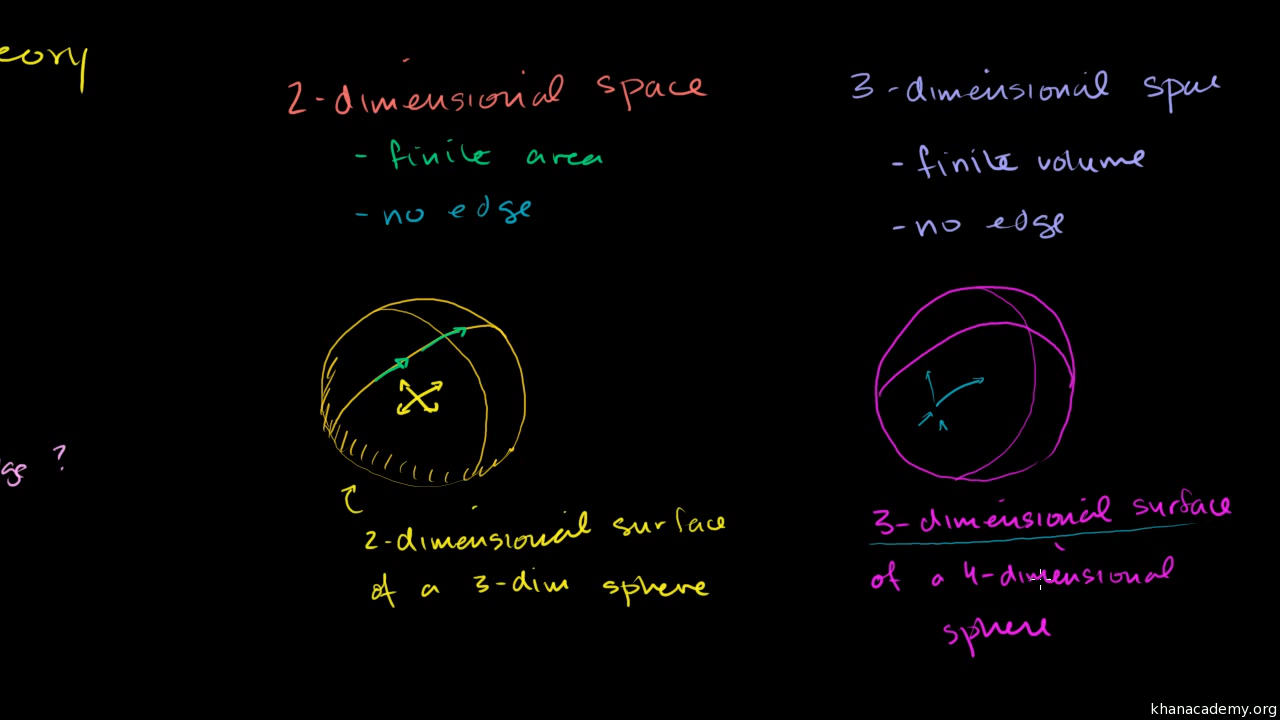 eory
2-dimensional space
- finite area
- no edge
3-dimensional space
- finite volume
- no edge
ge ?
2-dimensional surface
of a 3-dim sphere
3-dimensional surface
of a 4-dimensional
sphere
khanacademy.org